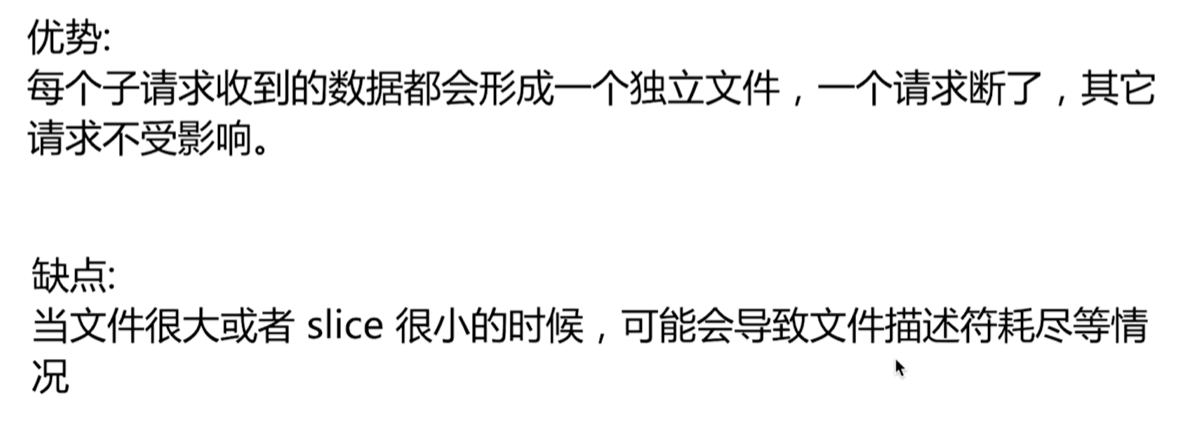 优势:
每个子请求收到的数据都会形成一个独立文件，一个请求断了，其它
请求不受影响。
缺点:
当文件很大或者 slice 很小的时候，可能会导致文件描述符耗尽等情
况